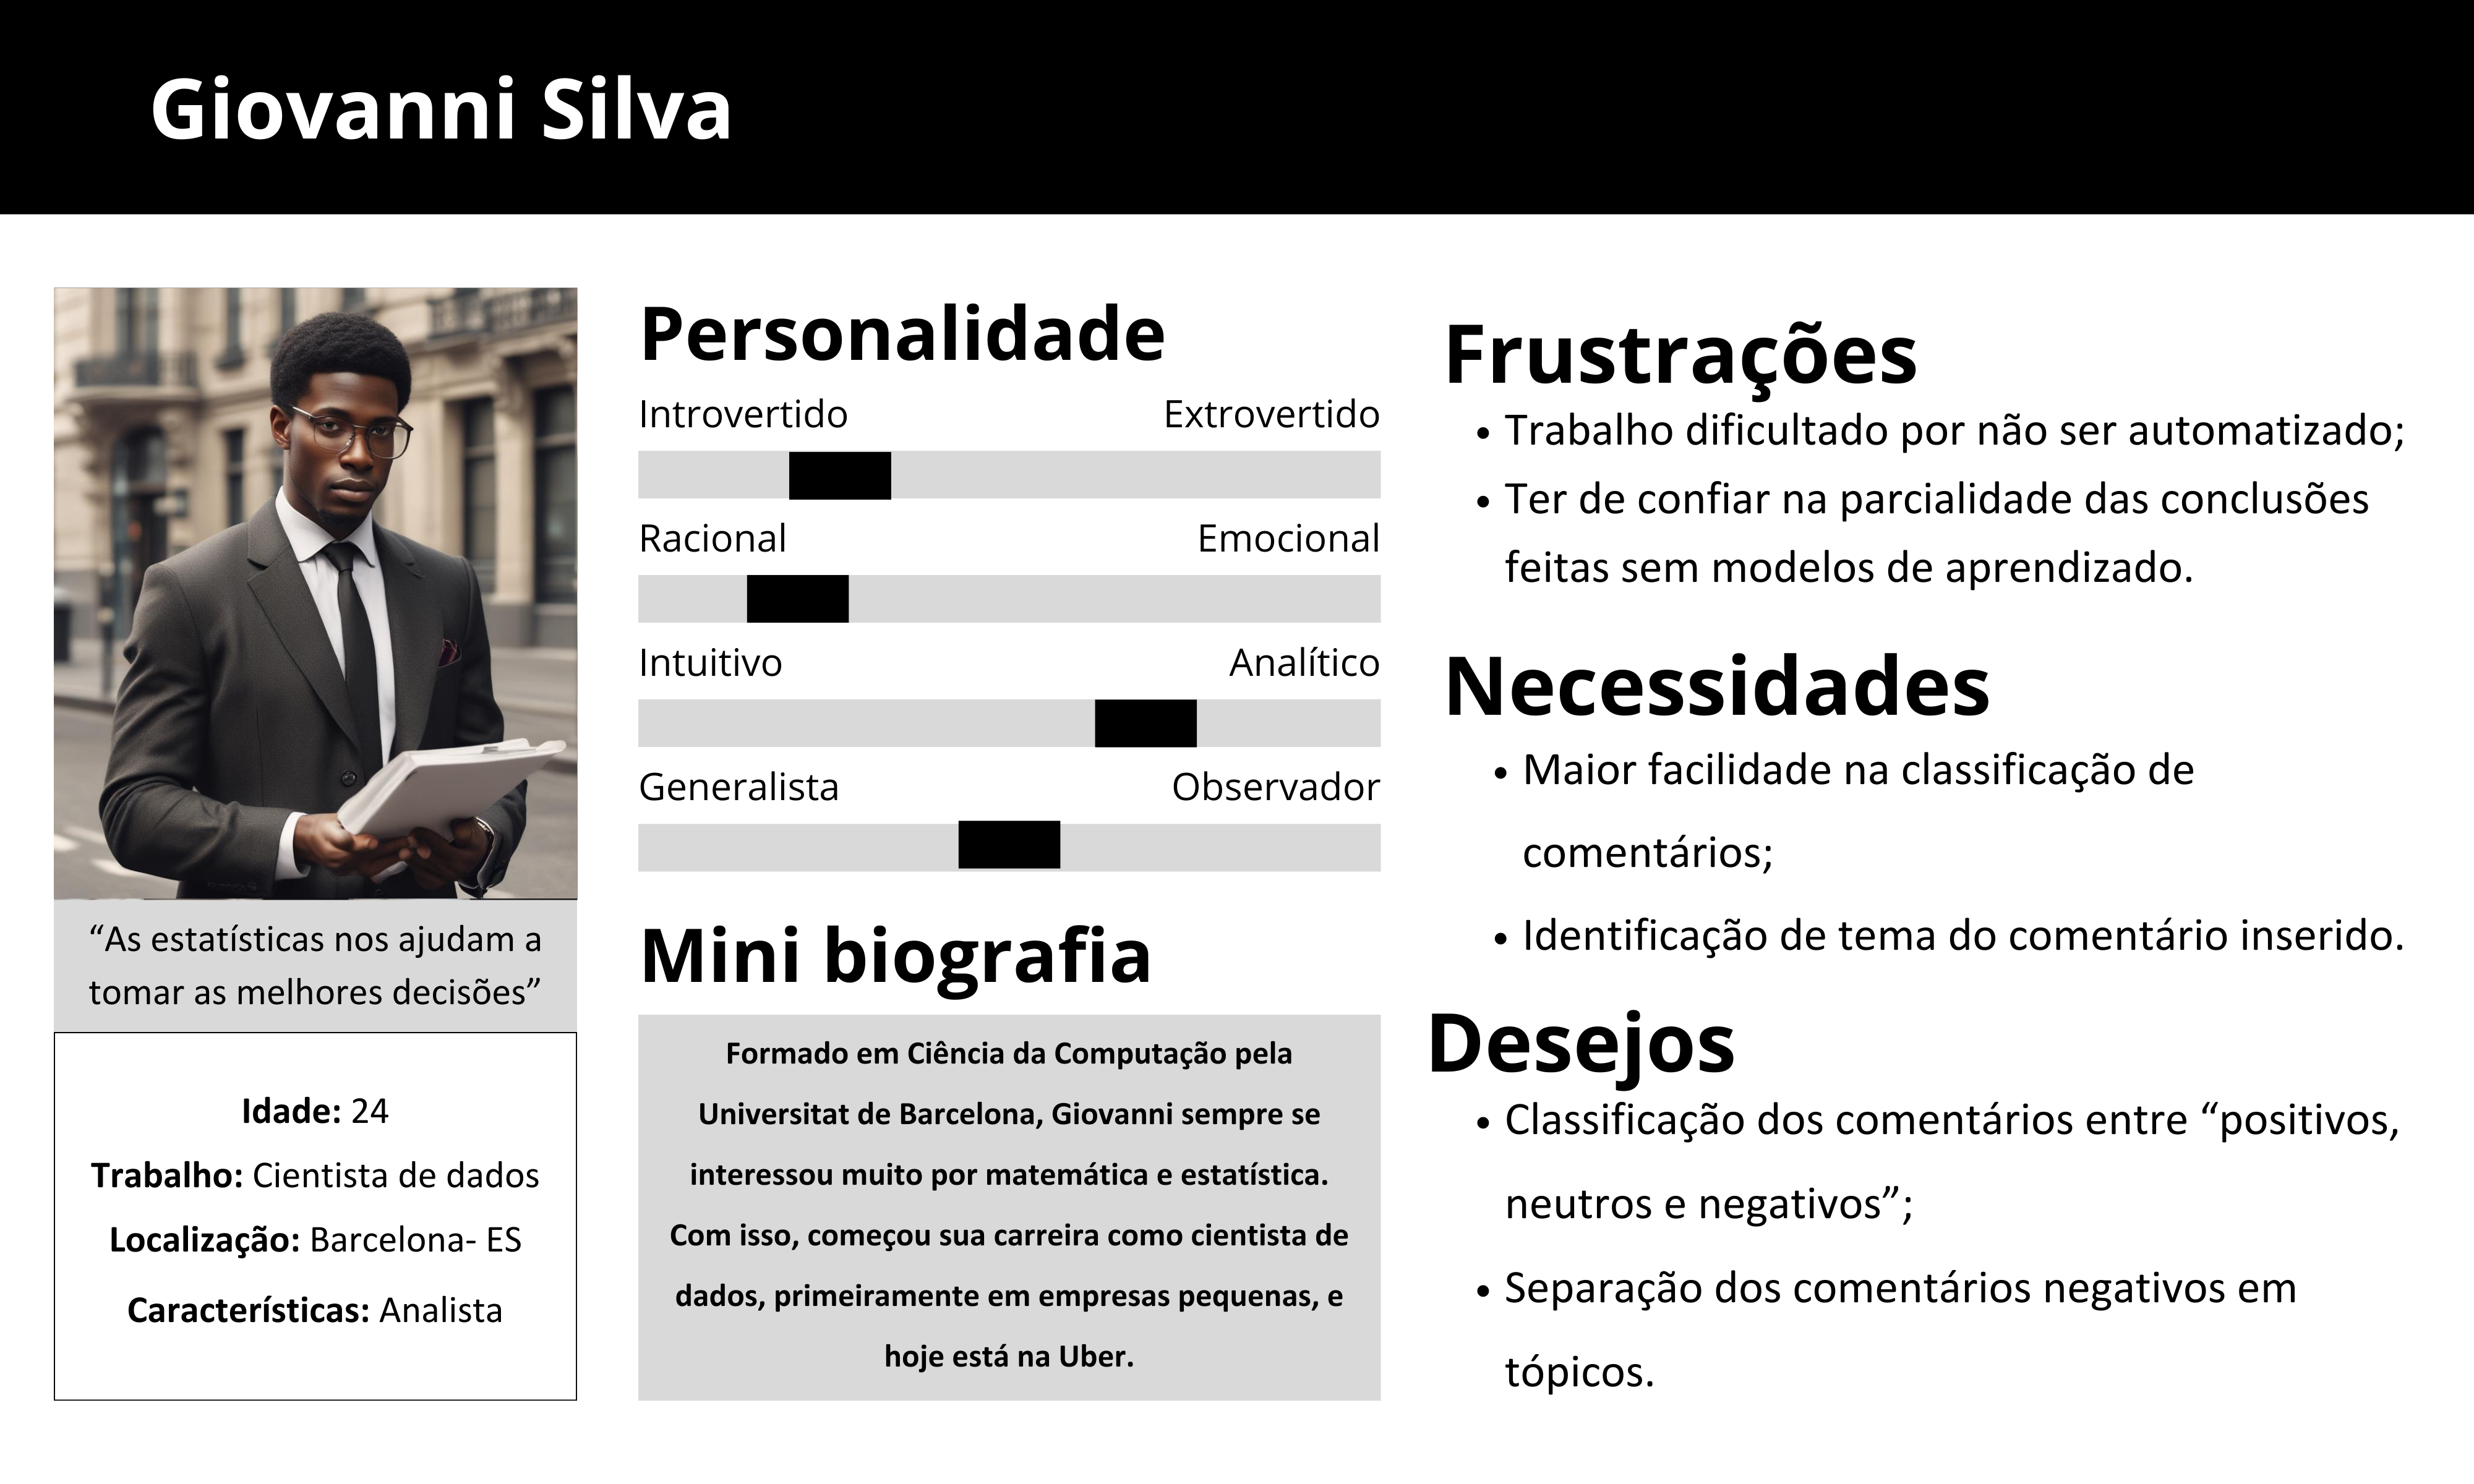 Giovanni Silva
“As estatísticas nos ajudam a
tomar as melhores decisões”
Idade: 24
Trabalho: Cientista de dados
Localização: Barcelona- ES
Características: Analista
Personalidade
Introvertido Extrovertido
Racional Emocional
Intuitivo Analítico
Generalista Observador
Mini biografia
Formado em Ciência da Computação pela
Universitat de Barcelona, Giovanni sempre se
interessou muito por matemática e estatística.
Com isso, começou sua carreira como cientista de
dados, primeiramente em empresas pequenas, e
hoje está na Uber.
Frustrações
• Trabalho dificultado por não ser automatizado;
• Ter de confiar na parcialidade das conclusões
feitas sem modelos de aprendizado.
Necessidades
• Maior facilidade na classificação de
comentários;
• Identificação de tema do comentário inserido.
Desejos
• Classificação dos comentários entre “positivos,
neutros e negativos”;
• Separação dos comentários negativos em
tópicos.